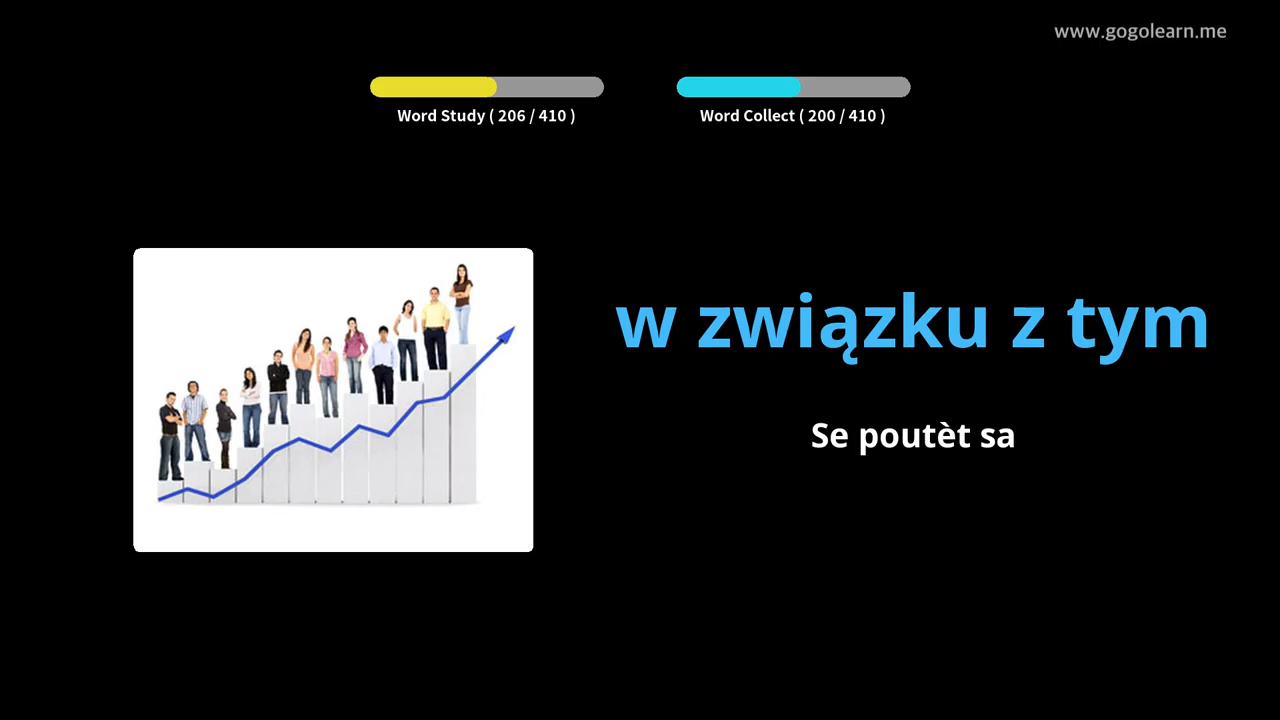 www.gogolearn.me
Word Study ( 206 / 410 )
Word Collect ( 200 / 410 )
w związku z tym
Se poutèt sa